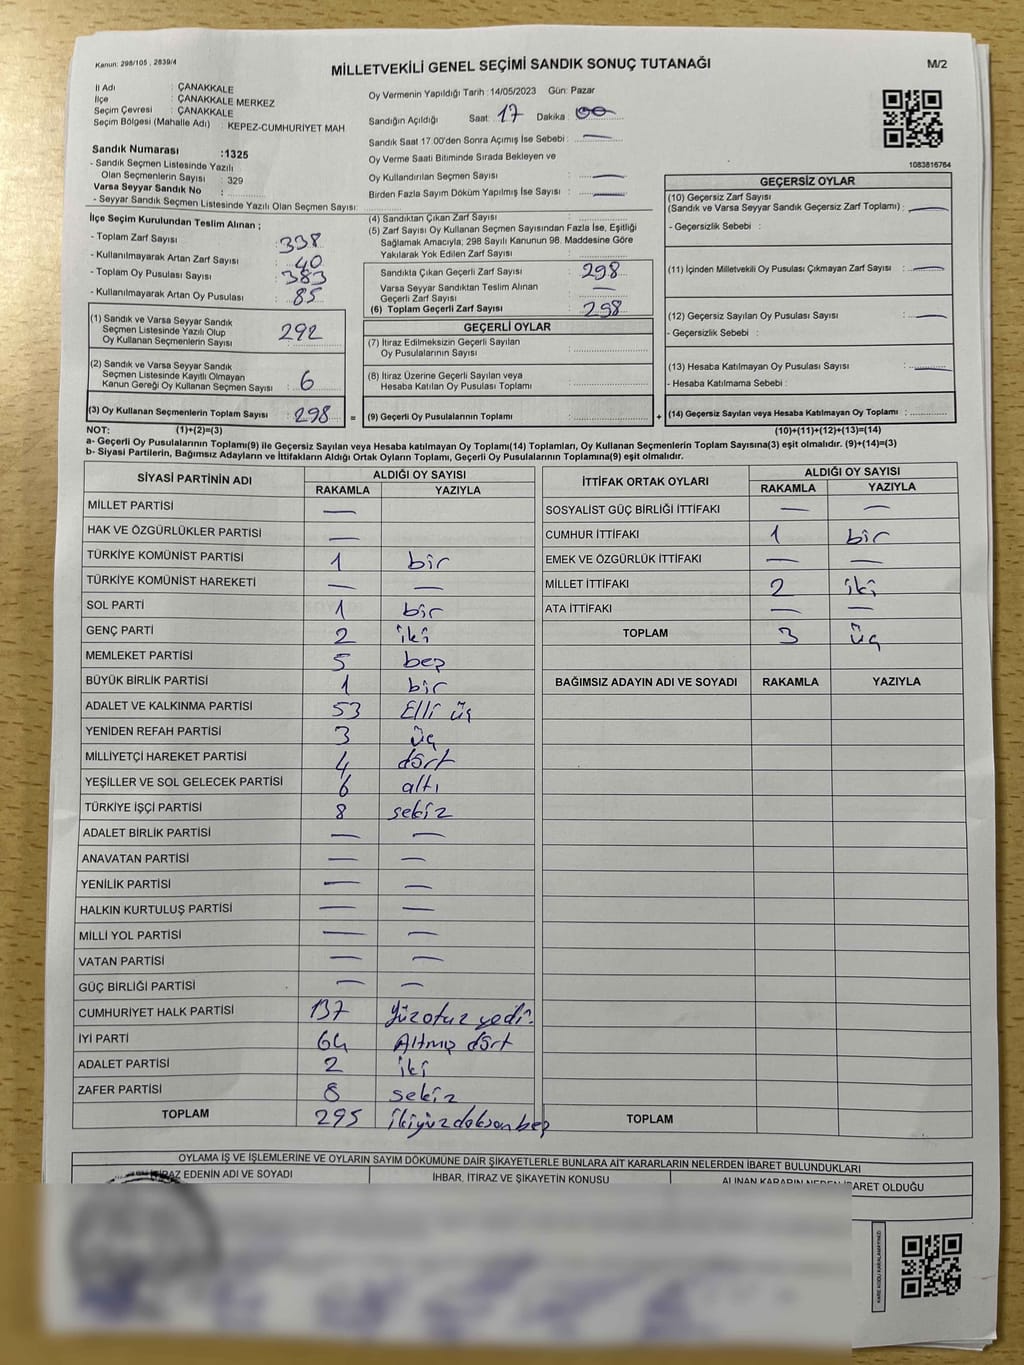 Kanun: 298/105 , 2839/4
MİLLETVEKİLİ GENEL SEÇİMİ SANDIK SONUÇ TUTANAĞI
M/2
İl Adı : ÇANAKKALE
İlçe : ÇANAKKALE MERKEZ
Seçim Çevresi : ÇANAKKALE
Seçim Bölgesi (Mahalle Adı) : KEPEZ-CUMHURİYET MAH
Oy Vermenin Yapıldığı Tarih : 14/05/2023 Gün: Pazar
Sandığın Açıldığı Saat : 17 Dakika : 00
Sandık Saat 17 00'den Sonra Açımış İse Sebebi : —
Oy Verme Saati Bitiminde Sırada Bekleyen ve
Oy Kullandırılan Seçmen Sayısı : —
Birden Fazla Sayım Döküm Yapılmış İse Sayısı : —
1083816764
Sandık Numarası :1325
- Sandık Seçmen Listesinde Yazılı
Olan Seçmenlerin Sayısı : 329
Varsa Seyyar Sandık No :
- Seyyar Sandık Listesinde Yazılı Olan Seçmen Sayısı:
İlçe Seçim Kurulundan Teslim Alınan ;
- Toplam Zarf Sayısı : 338
- Kullanılmayarak Artan Zarf Sayısı : 40
- Toplam Oy Pusulası Sayısı : 383
- Kullanılmayarak Artan Oy Pusulası : 85
(1) Sandık ve Varsa Seyyar Sandık
Seçmen Listesinde Yazılı Olup
Oy Kullanan Seçmenlerin Sayısı : 292
(2) Sandık ve Varsa Seyyar Sandık
Seçmen Listesinde Kayıtlı Olmayan
Kanun Gereği Oy Kullanan Seçmen Sayısı : 6
(3) Oy Kullanan Seçmenlerin Toplam Sayısı : 298 =
(4) Sandıktan Çıkan Zarf Sayısı :
(5) Zarf Sayısı Oy Kullanan Seçmen Sayısından Fazla İse, Eşitliği
Sağlamak Amacıyla; 298 Sayılı Kanunun 98. Maddesine Göre
Yakılarak Yok Edilen Zarf Sayısı :
Sandıkta Çıkan Geçerli Zarf Sayısı : 298
Varsa Seyyar Sandıktan Teslim Alınan
Geçerli Zarf Sayısı : —
(6) Toplam Geçerli Zarf Sayısı : 298
GEÇERLİ OYLAR
(7) İtiraz Edilmeksizin Geçerli Sayılan
Oy Pusulalarının Sayısı :
(8) İtiraz Üzerine Geçerli Sayılan veya
Hesaba Katılan Oy Pusulası Toplamı :
(9) Geçerli Oy Pusulalarının Toplamı : +
GEÇERSİZ OYLAR
(10) Geçersiz Zarf Sayısı
(Sandık ve Varsa Seyyar Sandık Geçersiz Zarf Toplamı) : —
- Geçersizlik Sebebi :
(11) İçinden Milletvekili Oy Pusulası Çıkmayan Zarf Sayısı : —
(12) Geçersiz Sayılan Oy Pusulası Sayısı : —
- Geçersizlik Sebebi :
(13) Hesaba Katılmayan Oy Pusulası Sayısı : —
- Hesaba Katılmama Sebebi :
(14) Geçersiz Sayılan veya Hesaba Katılmayan Oy Toplamı :
NOT: (1)+(2)=(3)
(10)+(11)+(12)+(13)=(14)
a- Geçerli Oy Pusulalarının Toplamı(9) ile Geçersiz Sayılan veya Hesaba katılmayan Oy Toplamı(14) Toplamları, Oy Kullanan Seçmenlerin Toplam Sayısına(3) eşit olmalıdır. (9)+(14)=(3)
b- Siyasi Partilerin, Bağımsız Adayların ve İttifakların Aldığı Ortak Oyların Toplamı, Geçerli Oy Pusulalarının Toplamına(9) eşit olmalıdır.
SİYASİ PARTİNİN ADI ALDIĞI OY SAYISI
RAKAMLA YAZIYLA
MİLLET PARTİSİ —
HAK VE ÖZGÜRLÜKLER PARTİSİ —
TÜRKİYE KOMÜNİST PARTİSİ 1 bir
TÜRKİYE KOMÜNİST HAREKETİ — —
SOL PARTİ 1 bir
GENÇ PARTİ 2 iki
MEMLEKET PARTİSİ 5 beş
BÜYÜK BİRLİK PARTİSİ 1 bir
ADALET VE KALKINMA PARTİSİ 53 Elli üç
YENİDEN REFAH PARTİSİ 3 üç
MİLLİYETÇİ HAREKET PARTİSİ 4 dört
YEŞİLLER VE SOL GELECEK PARTİSİ 6 altı
TÜRKİYE İŞÇİ PARTİSİ 8 sekiz
ADALET BİRLİK PARTİSİ — —
ANAVATAN PARTİSİ — —
YENİLİK PARTİSİ — —
HALKIN KURTULUŞ PARTİSİ — —
MİLLİ YOL PARTİSİ — —
VATAN PARTİSİ — —
GÜÇ BİRLİĞİ PARTİSİ — —
CUMHURİYET HALK PARTİSİ 137 Yüzotuz yedi
İYİ PARTİ 64 Altmış dört
ADALET PARTİSİ 2 iki
ZAFER PARTİSİ 8 sekiz
TOPLAM 295 ikiyüzdoksanbeş
İTTİFAK ORTAK OYLARI ALDIĞI OY SAYISI
RAKAMLA YAZIYLA
SOSYALİST GÜÇ BİRLİĞİ İTTİFAKI — —
CUMHUR İTTİFAKI 1 bir
EMEK VE ÖZGÜRLÜK İTTİFAKI — —
MİLLET İTTİFAKI 2 iki
ATA İTTİFAKI — —
TOPLAM 3 üç
BAĞIMSIZ ADAYIN ADI VE SOYADI RAKAMLA YAZIYLA
TOPLAM
OYLAMA İŞ VE İŞLEMLERİNE VE OYLARIN SAYIM DÖKÜMÜNE DAİR ŞİKAYETLERLE BUNLARA AİT KARARLARIN NELERDEN İBARET BULUNDUKLARI
İTİRAZ EDENİN ADI VE SOYADI
İHBAR, İTİRAZ VE ŞİKAYETİN KONUSU
ALINAN KARARIN NEDEN İBARET OLDUĞU
KARE KODU KARALAMAYINIZ!